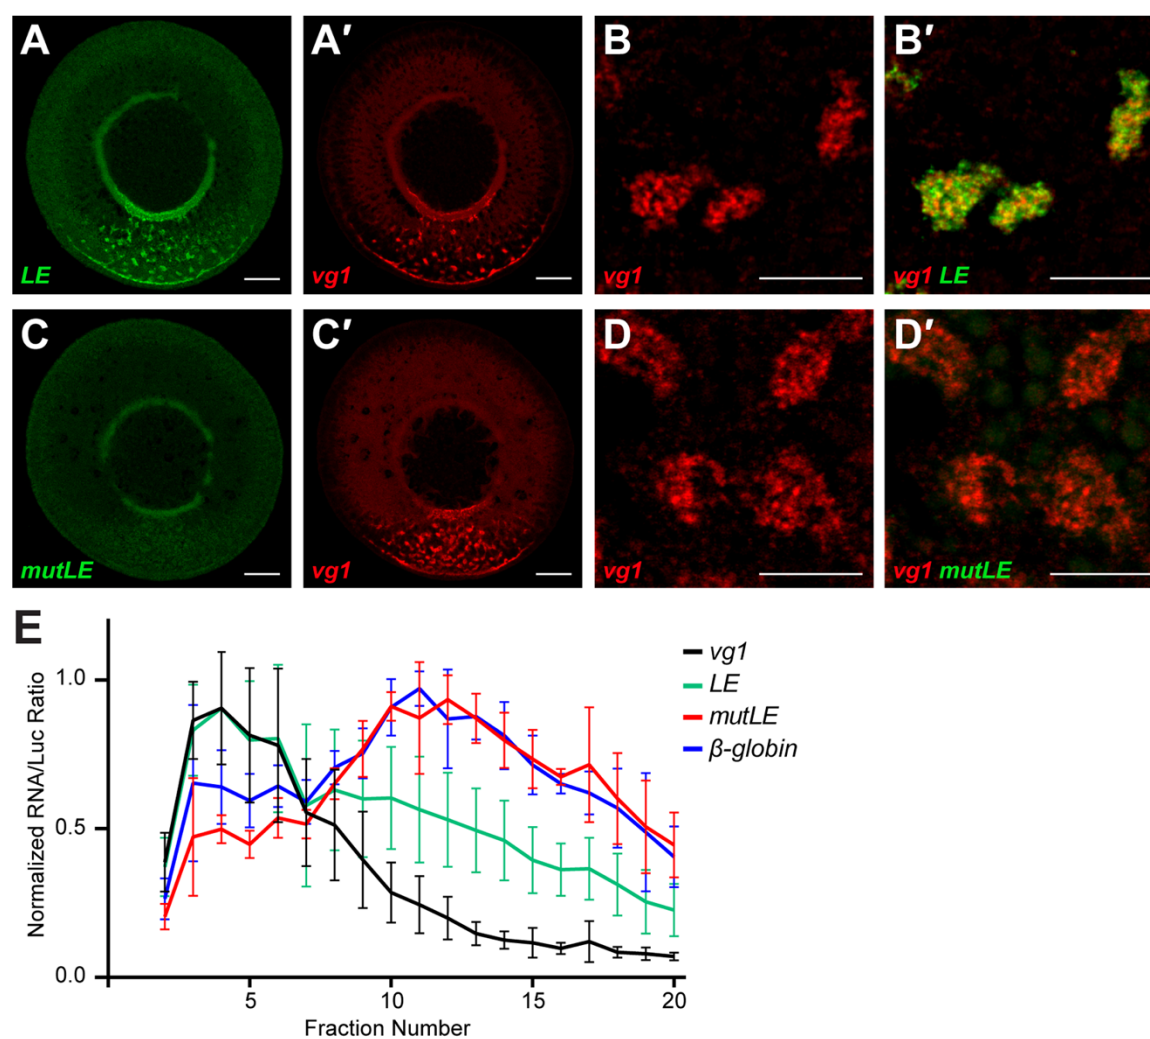 A A′ B B′
LE vg1 vg1 vg1 LE
C C′ D D′
mutLE vg1 vg1 vg1 mutLE
E
Normalized RNA/Luc Ratio
1.0
0.5
0.0
5 10 15 20
Fraction Number
vg1
LE
mutLE
β-globin